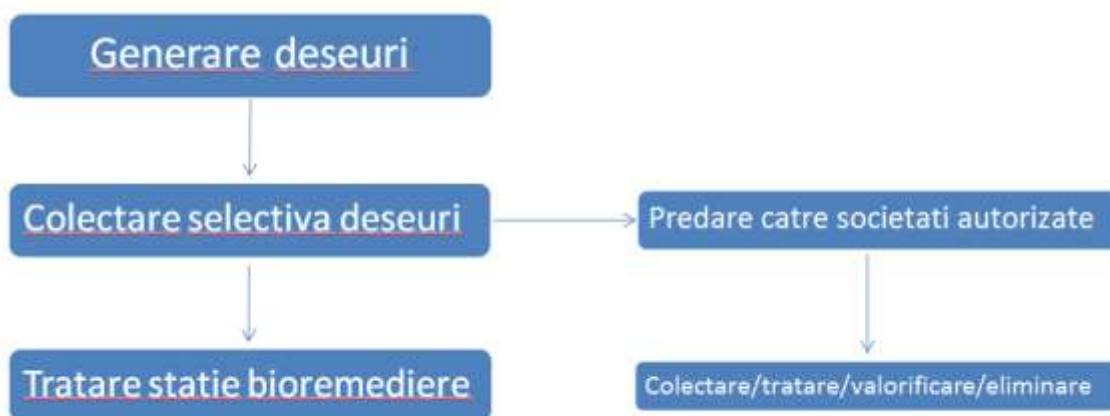 Generare deseuri
Colectare selectiva deseuri
Predare catre societati autorizate
Tratare statie bioremediere
Colectare/tratare/valorificare/eliminare